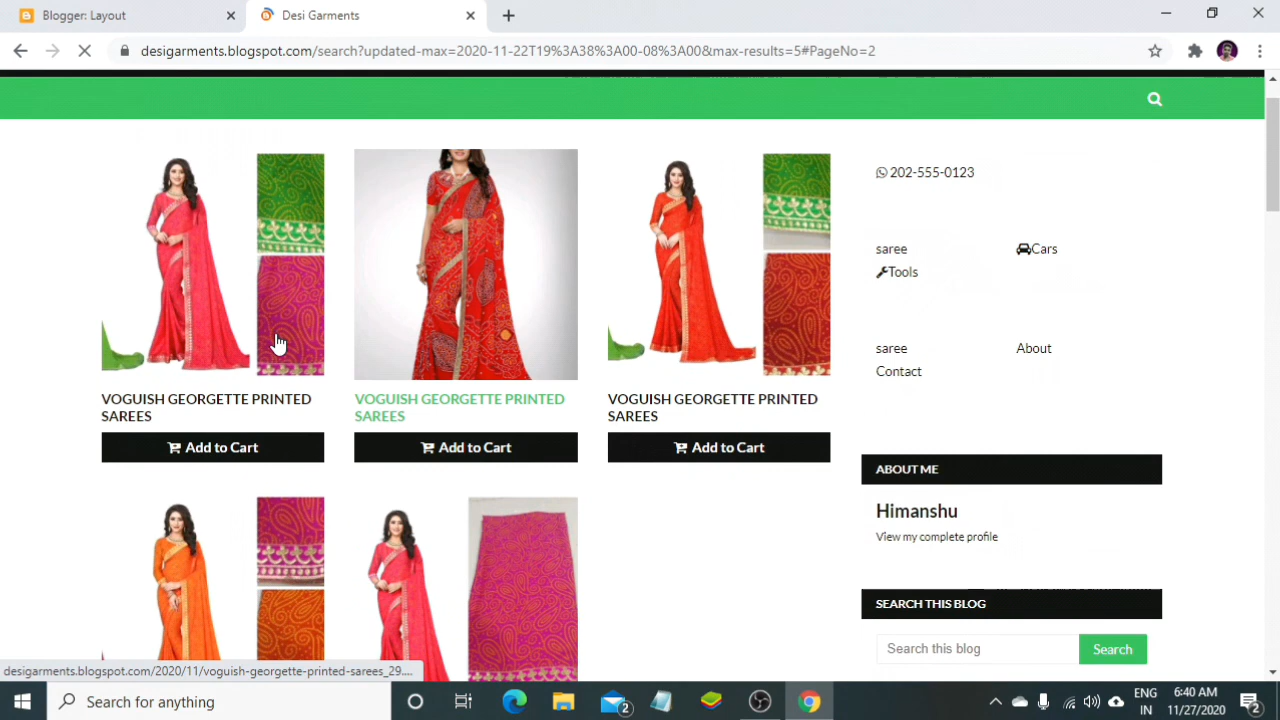 Blogger: Layout
Desi Garments
desigarments.blogspot.com/search?updated-max=2020-11-22T19%3A38%3A00-08%3A00&max-results=5#PageNo=2
202-555-0123
saree Cars
Tools
saree About
Contact
VOGUISH GEORGETTE PRINTED SAREES
Add to Cart
VOGUISH GEORGETTE PRINTED SAREES
Add to Cart
VOGUISH GEORGETTE PRINTED SAREES
Add to Cart
ABOUT ME
Himanshu
View my complete profile
SEARCH THIS BLOG
Search this blog
Search
desigarments.blogspot.com/2020/11/voguish-georgette-printed-sarees_29....
Search for anything
2
ENG
IN
6:40 AM
11/27/2020
2